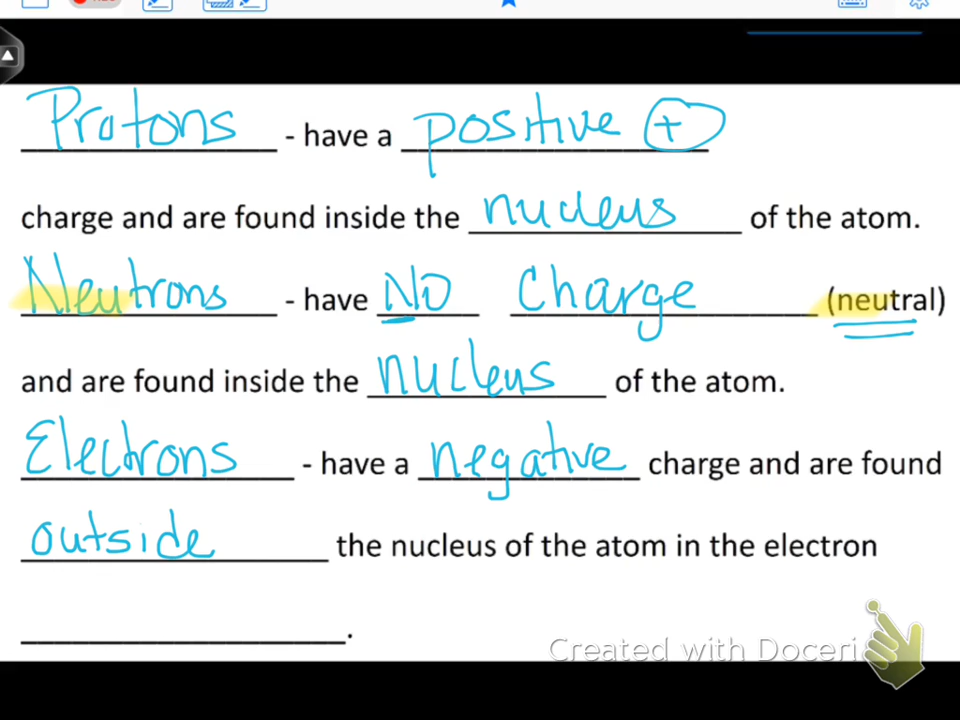 Protons - have a positive +
charge and are found inside the nucleus of the atom.
Neutrons - have NO Charge (neutral)
and are found inside the nucleus of the atom.
Electrons - have a negative charge and are found
outside the nucleus of the atom in the electron
_____________________.
Created with Doceri